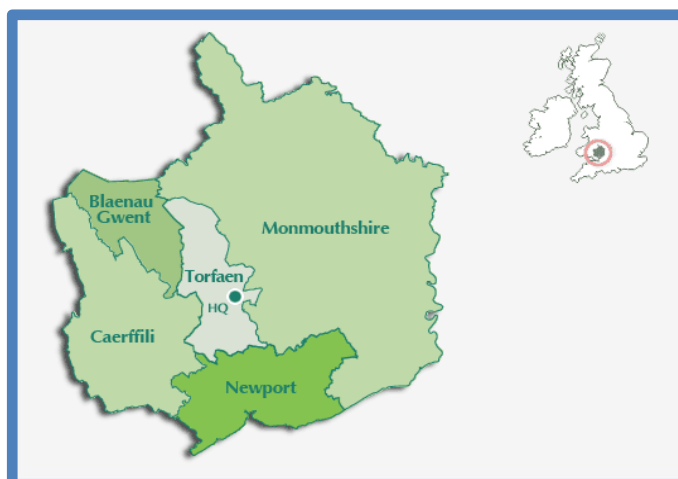 Blaenau
Gwent
Monmouthshire
Torfaen
HQ
Caerffili
Newport